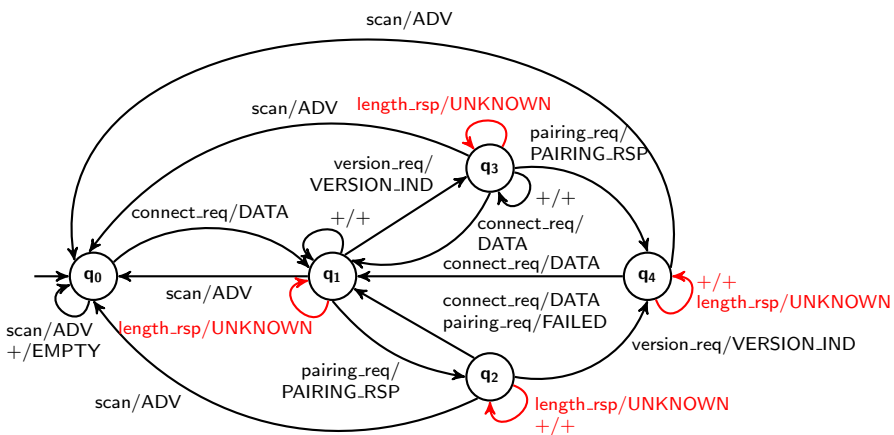 scan/ADV
scan/ADV
length_rsp/UNKNOWN
pairing_req/
PAIRING_RSP
version_req/
VERSION_IND
q3
+/+
connect_req/DATA
+/+
connect_req/
DATA
connect_req/DATA
q0
q1
q4
+/+
length_rsp/UNKNOWN
scan/ADV
scan/ADV
+/EMPTY
length_rsp/UNKNOWN
connect_req/DATA
pairing_req/FAILED
version_req/VERSION_IND
pairing_req/
PAIRING_RSP
q2
scan/ADV
length_rsp/UNKNOWN
+/+